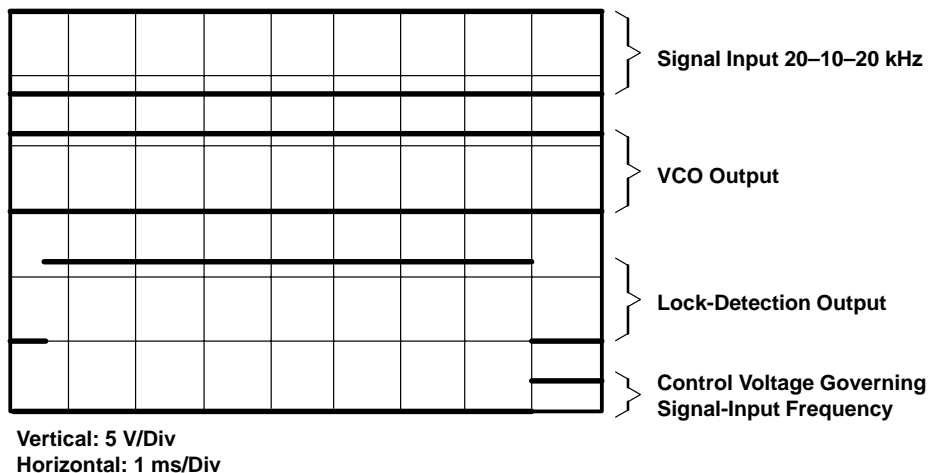 Signal Input 20–10–20 kHz
VCO Output
Lock-Detection Output
Control Voltage Governing
Signal-Input Frequency
Vertical: 5 V/Div
Horizontal: 1 ms/Div